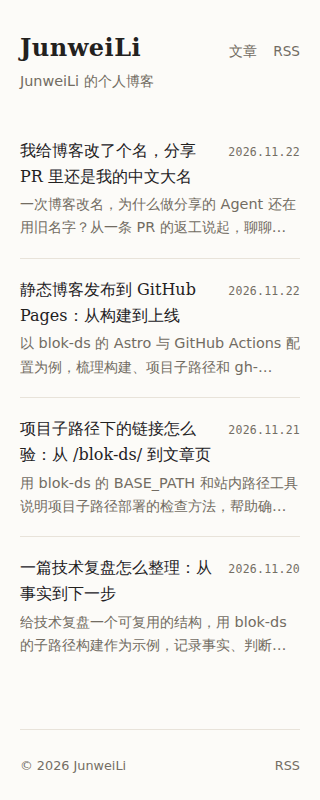 JunweiLi
文章 RSS
JunweiLi 的个人博客
我给博客改了个名，分享 2026.11.22
PR 里还是我的中文大名
一次博客改名，为什么做分享的 Agent 还在
用旧名字？从一条 PR 的返工说起，聊聊…
静态博客发布到 GitHub 2026.11.22
Pages：从构建到上线
以 blok-ds 的 Astro 与 GitHub Actions 配
置为例，梳理构建、项目子路径和 gh-…
项目子路径下的链接怎么 2026.11.21
验：从 /blok-ds/ 到文章页
用 blok-ds 的 BASE_PATH 和站内路径工具
说明项目子路径部署的检查方法，帮助确…
一篇技术复盘怎么整理：从 2026.11.20
事实到下一步
给技术复盘一个可复用的结构，用 blok-ds
的子路径构建作为示例，记录事实、判断…
© 2026 JunweiLi RSS